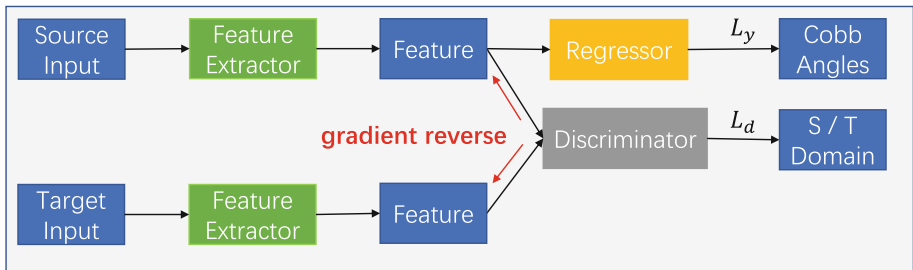 Source
Input
Feature
Extractor
Feature
Regressor
L_y
Cobb
Angles
gradient reverse
Discriminator
L_d
S / T
Domain
Target
Input
Feature
Extractor
Feature